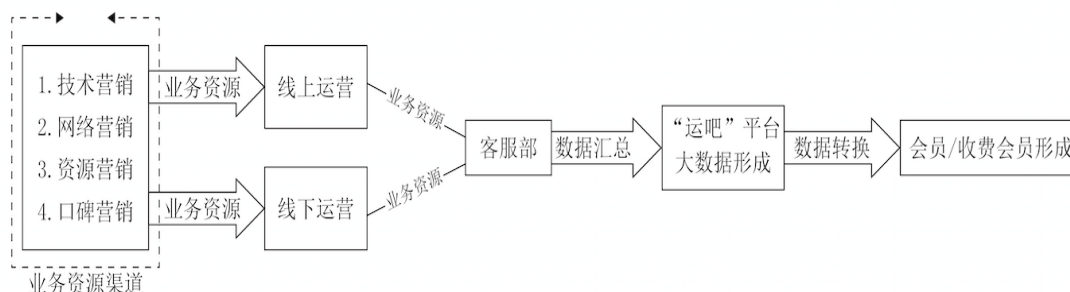 1.技术营销
2.网络营销
3.资源营销
4.口碑营销
业务资源渠道
业务资源
业务资源
线上运营
线下运营
业务资源
业务资源
客服部
数据汇总
“运吧”平台
大数据形成
数据转换
会员/收费会员形成